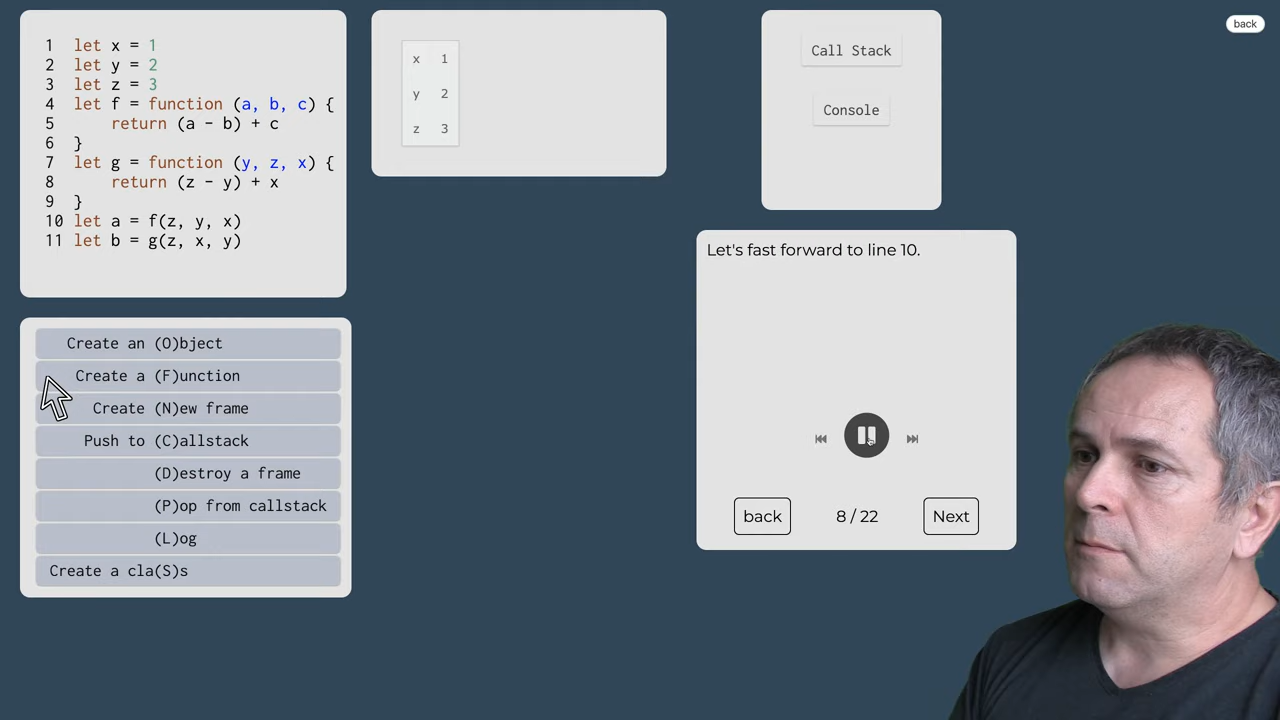 back
1 let x = 1
2 let y = 2
3 let z = 3
4 let f = function (a, b, c) {
5     return (a - b) + c
6 }
7 let g = function (y, z, x) {
8     return (z - y) + x
9 }
10 let a = f(z, y, x)
11 let b = g(z, x, y)
x 1
y 2
z 3
Call Stack
Console
Let's fast forward to line 10.
back 8 / 22 Next
Create an (O)bject
Create a (F)unction
Create (N)ew frame
Push to (C)allstack
(D)estroy a frame
(P)op from callstack
(L)og
Create a cla(S)s